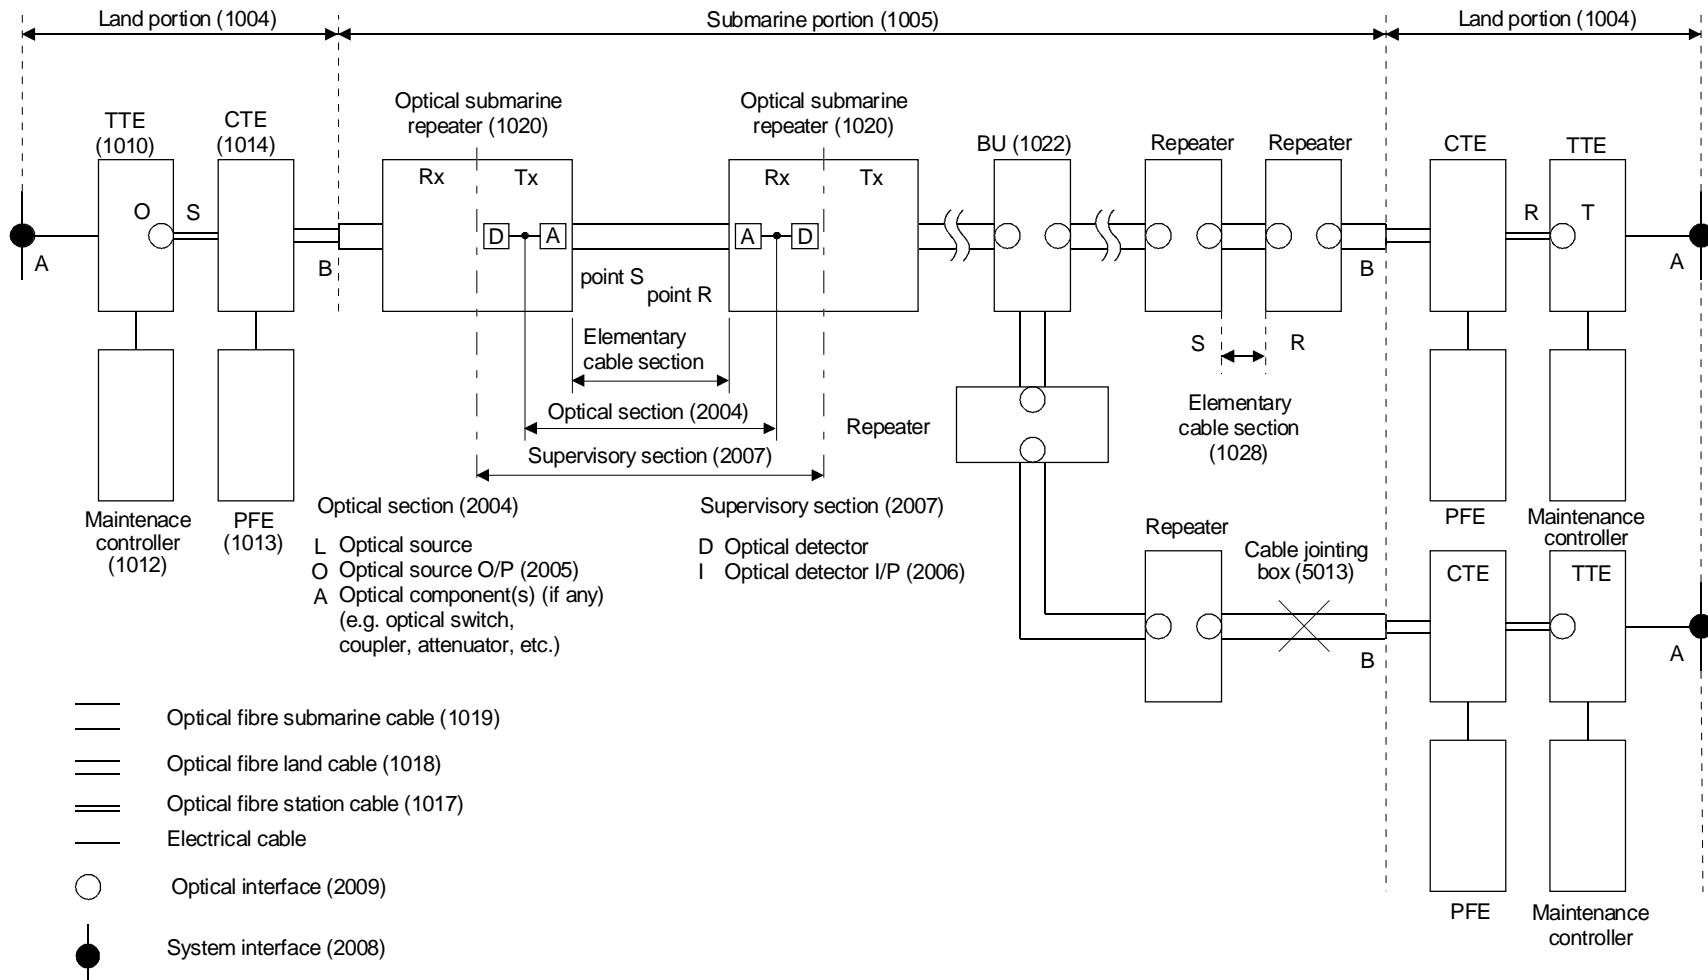 Land portion (1004)
Submarine portion (1005)
Land portion (1004)
TTE
(1010)
CTE
(1014)
Optical submarine
repeater (1020)
Optical submarine
repeater (1020)
BU (1022)
Repeater
Repeater
CTE
TTE
Rx
Tx
Rx
Tx
O
S
D
A
A
D
R
T
A
B
B
A
point S
point R
Elementary
cable section
S
R
Optical section (2004)
Supervisory section (2007)
Repeater
Elementary
cable section
(1028)
Maintenace
controller
(1012)
PFE
(1013)
Optical section (2004)
L Optical source
O Optical source O/P (2005)
A Optical component(s) (if any)
(e.g. optical switch,
coupler, attenuator, etc.)
Supervisory section (2007)
D Optical detector
I Optical detector I/P (2006)
Repeater
Cable jointing
box (5013)
PFE
Maintenance
controller
CTE
TTE
B
A
Optical fibre submarine cable (1019)
Optical fibre land cable (1018)
Optical fibre station cable (1017)
Electrical cable
Optical interface (2009)
System interface (2008)
PFE
Maintenance
controller